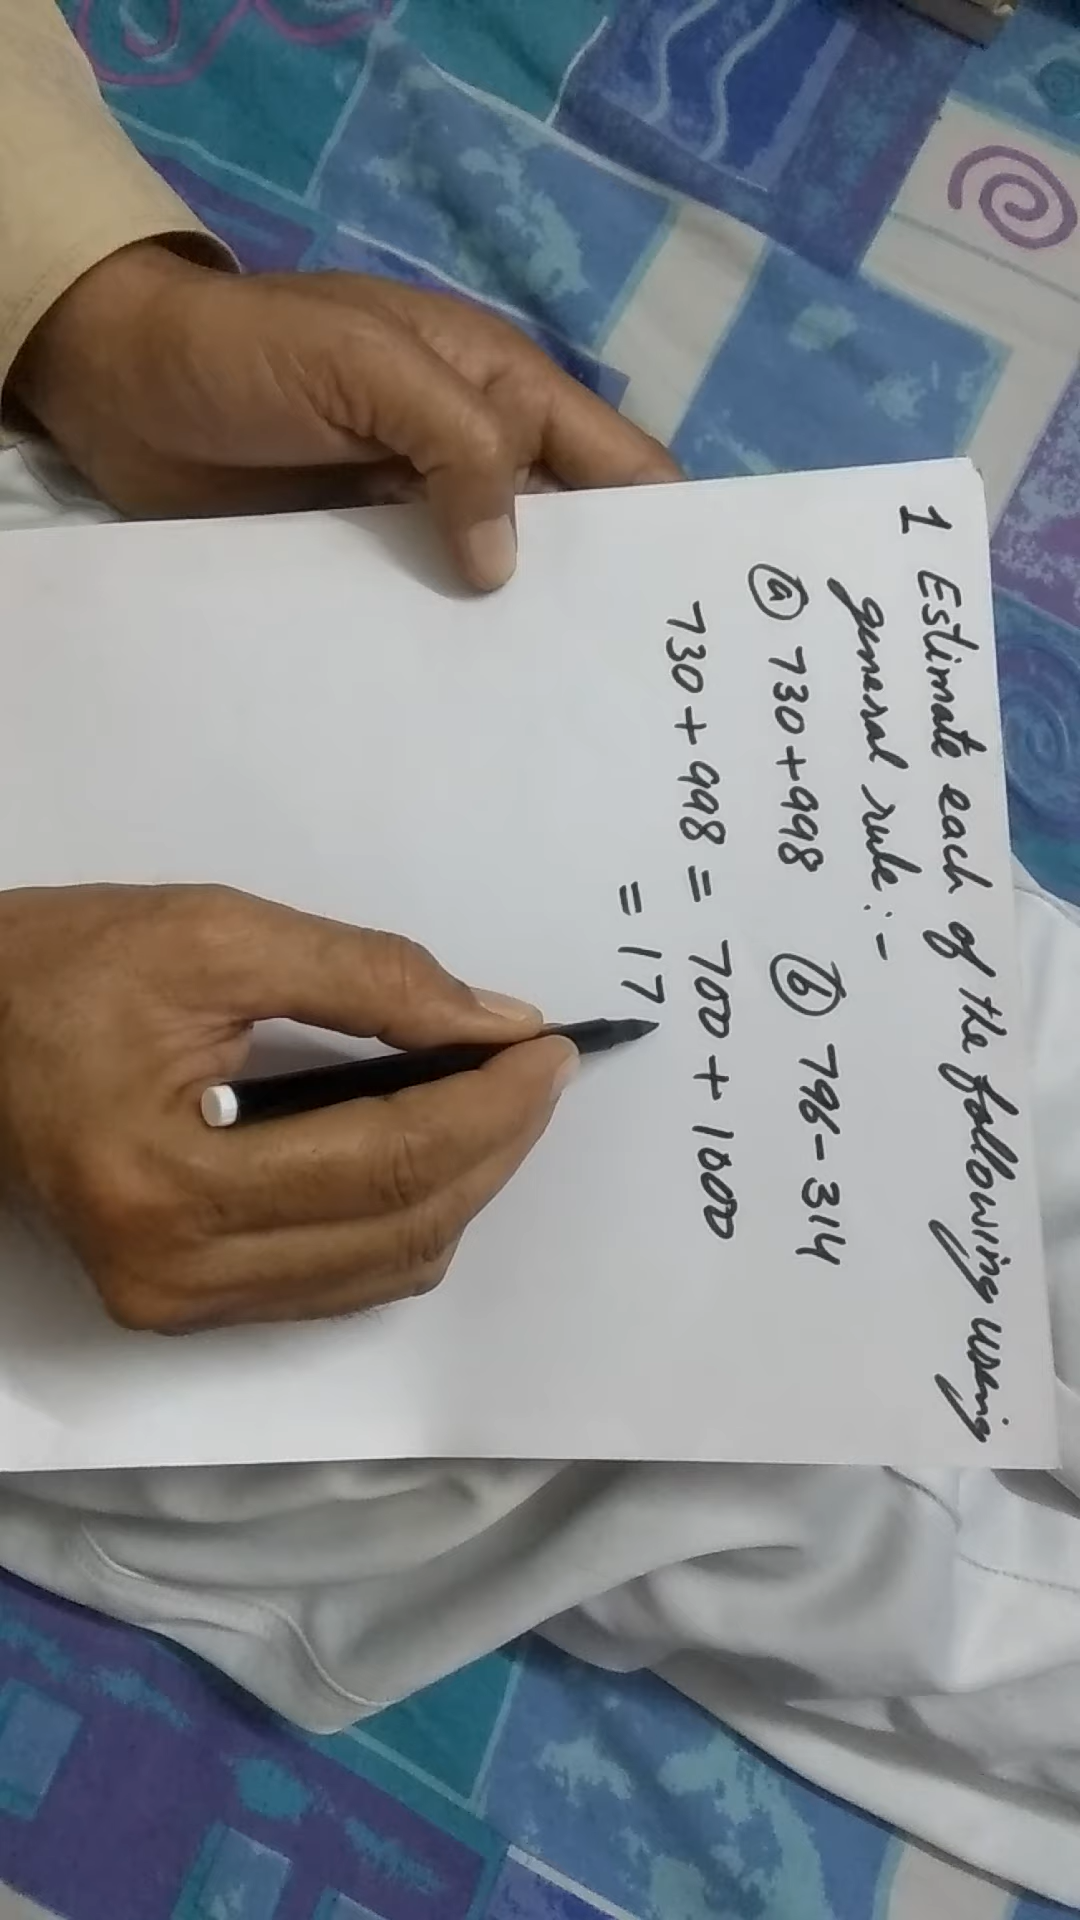 1 Estimate each of the following using
general rule:-
(a) 730+998 (b) 796-314
730+998 = 700+1000
= 17